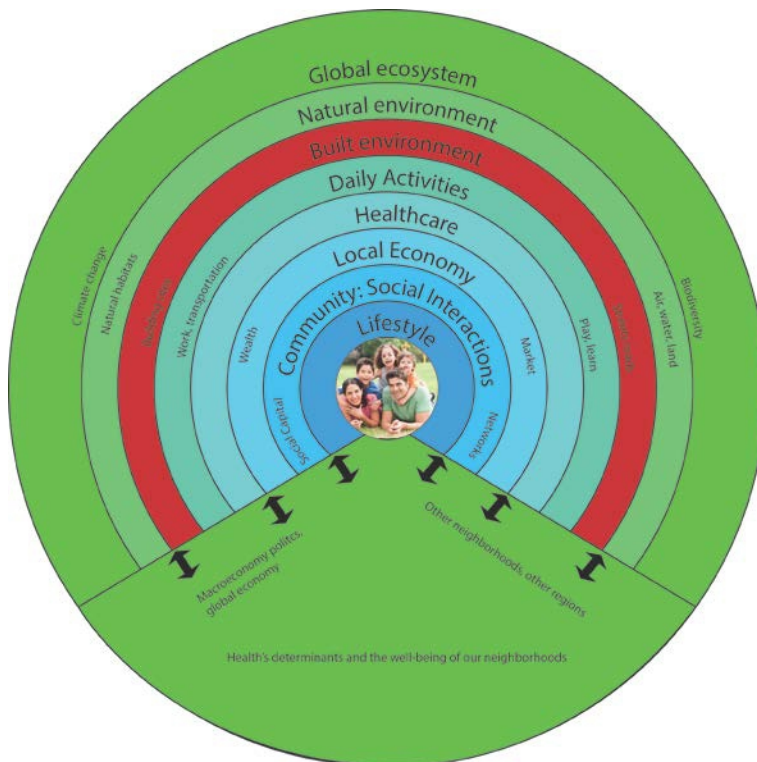 Global ecosystem
Natural environment
Built environment
Daily Activities
Healthcare
Local Economy
Community: Social Interactions
Lifestyle
Climate change
Natural habitats
Work, transportation
Wealth
Social Capital
Networks
Market
Play, learn
Air, water, land
Biodiversity
Macroeconomy politcs,
global economy
Other neighborhoods, other regions
Health's determinants and the well-being of our neighborhoods